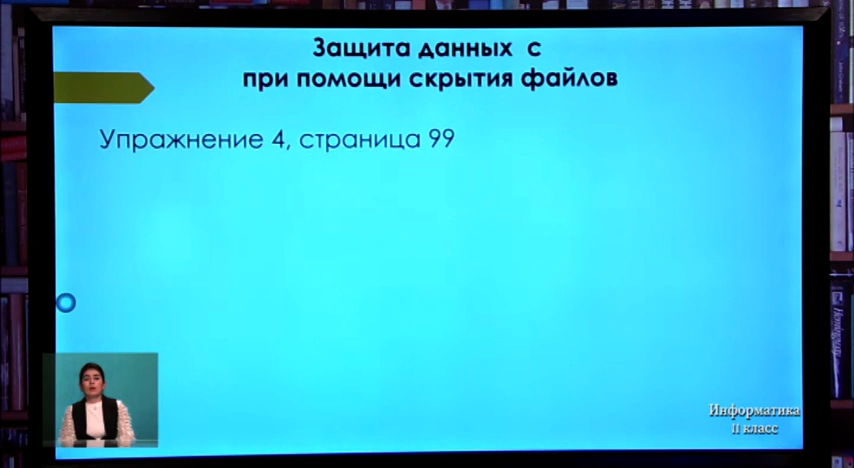 Защита данных с
при помощи скрытия файлов
Упражнение 4, страница 99
Информатика
11 класс